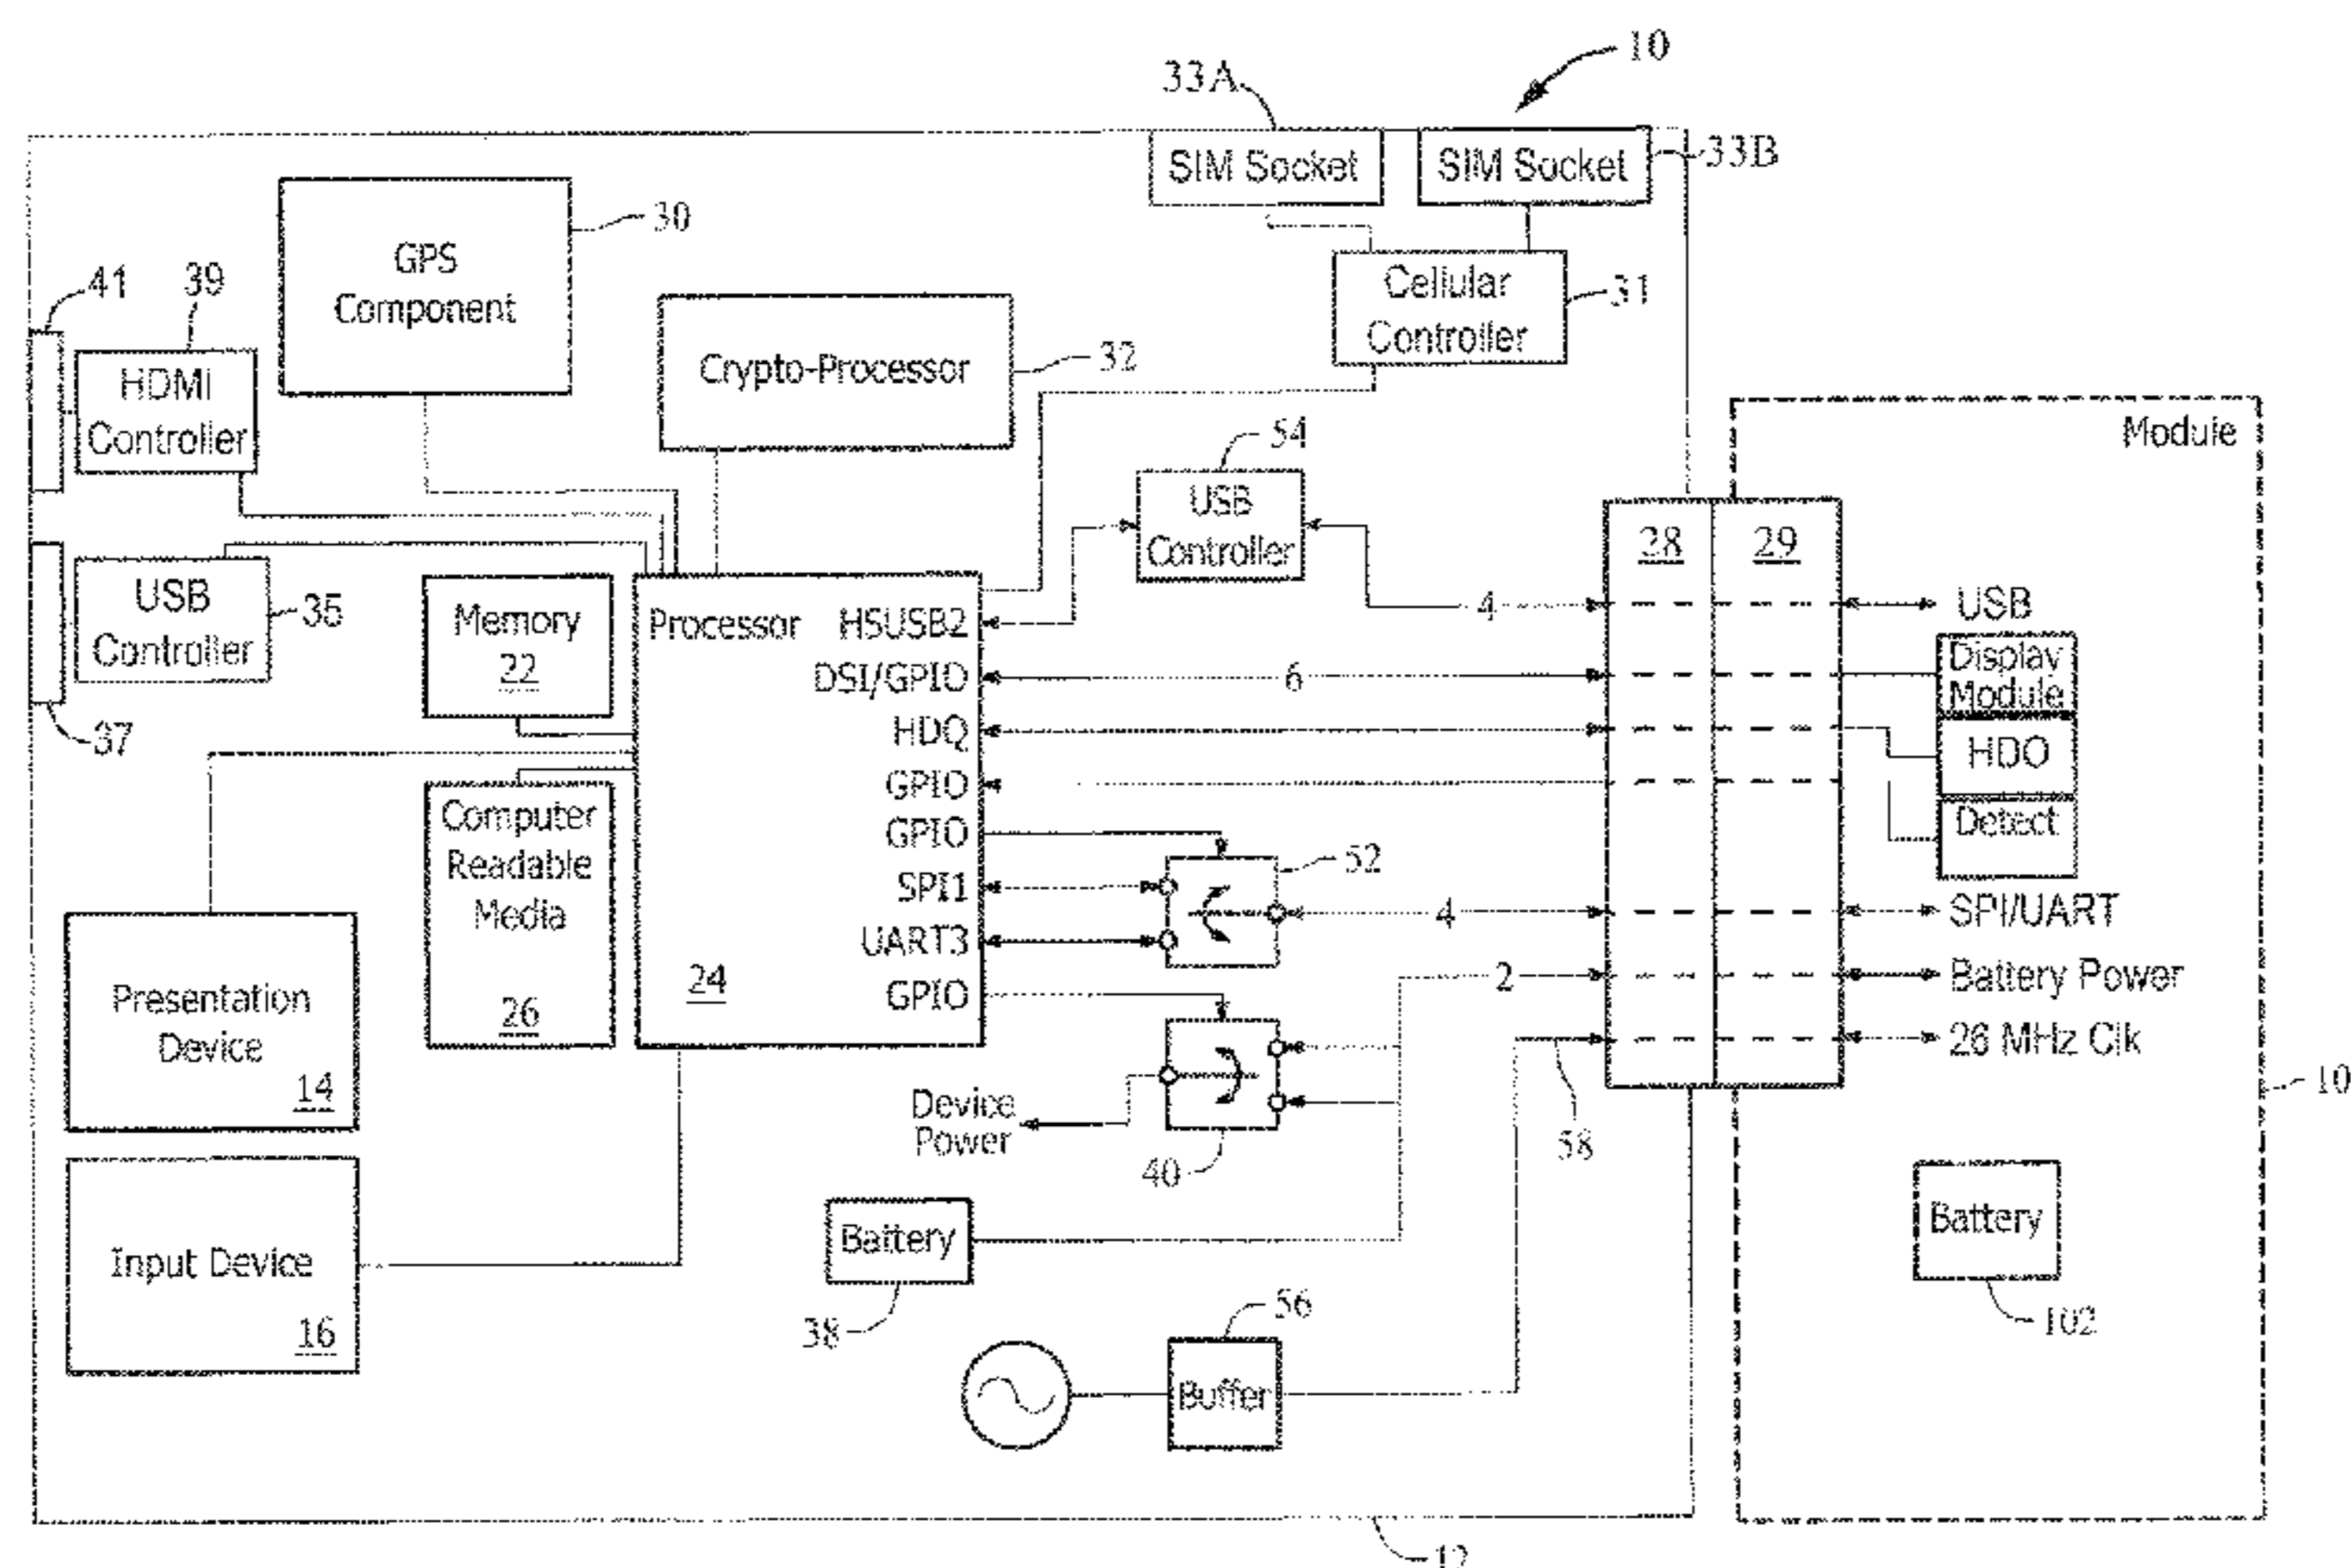 10
33A
SIM Socket
SIM Socket
33B
30
GPS
Component
41
39
HDMI
Controller
Cellular
Controller
31
Crypto-Processor
32
Module
54
USB
Controller
28
29
USB
Controller
35
37
Memory
22
Processor
HSUSB2
DSI/GPIO
HDQ
GPIO
GPIO
SPI1
UART3
GPIO
24
4
6
4
2
USB
Display
Module
HDO
Detect
SPI/UART
Battery Power
26 MHz Clk
Computer
Readable
Media
26
52
Presentation
Device
14
Device
Power
40
58
10
Input Device
16
Battery
38
Battery
102
56
Buffer
12